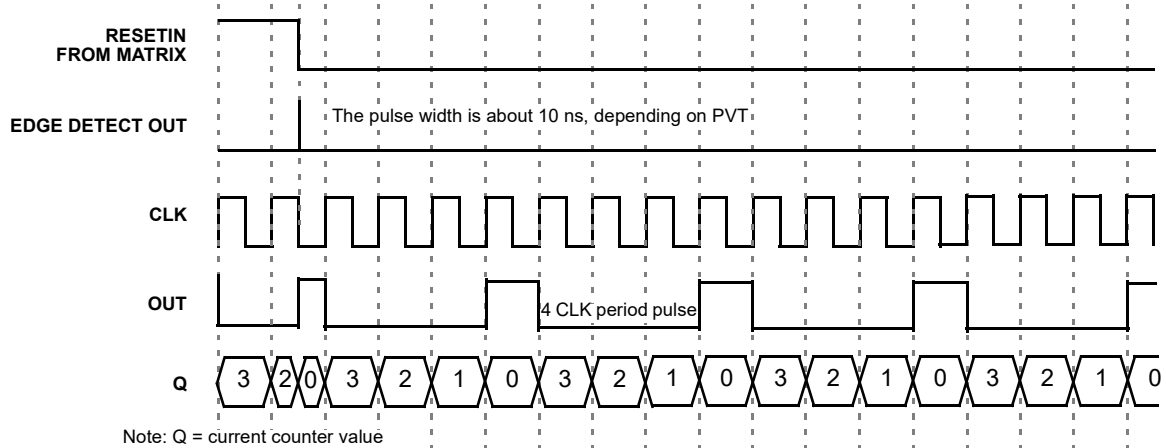 RESETIN
FROM MATRIX
EDGE DETECT OUT
The pulse width is about 10 ns, depending on PVT
CLK
OUT
4 CLK period pulse
Q
3 2 0 3 2 1 0 3 2 1 0 3 2 1 0 3 2 1 0
Note: Q = current counter value